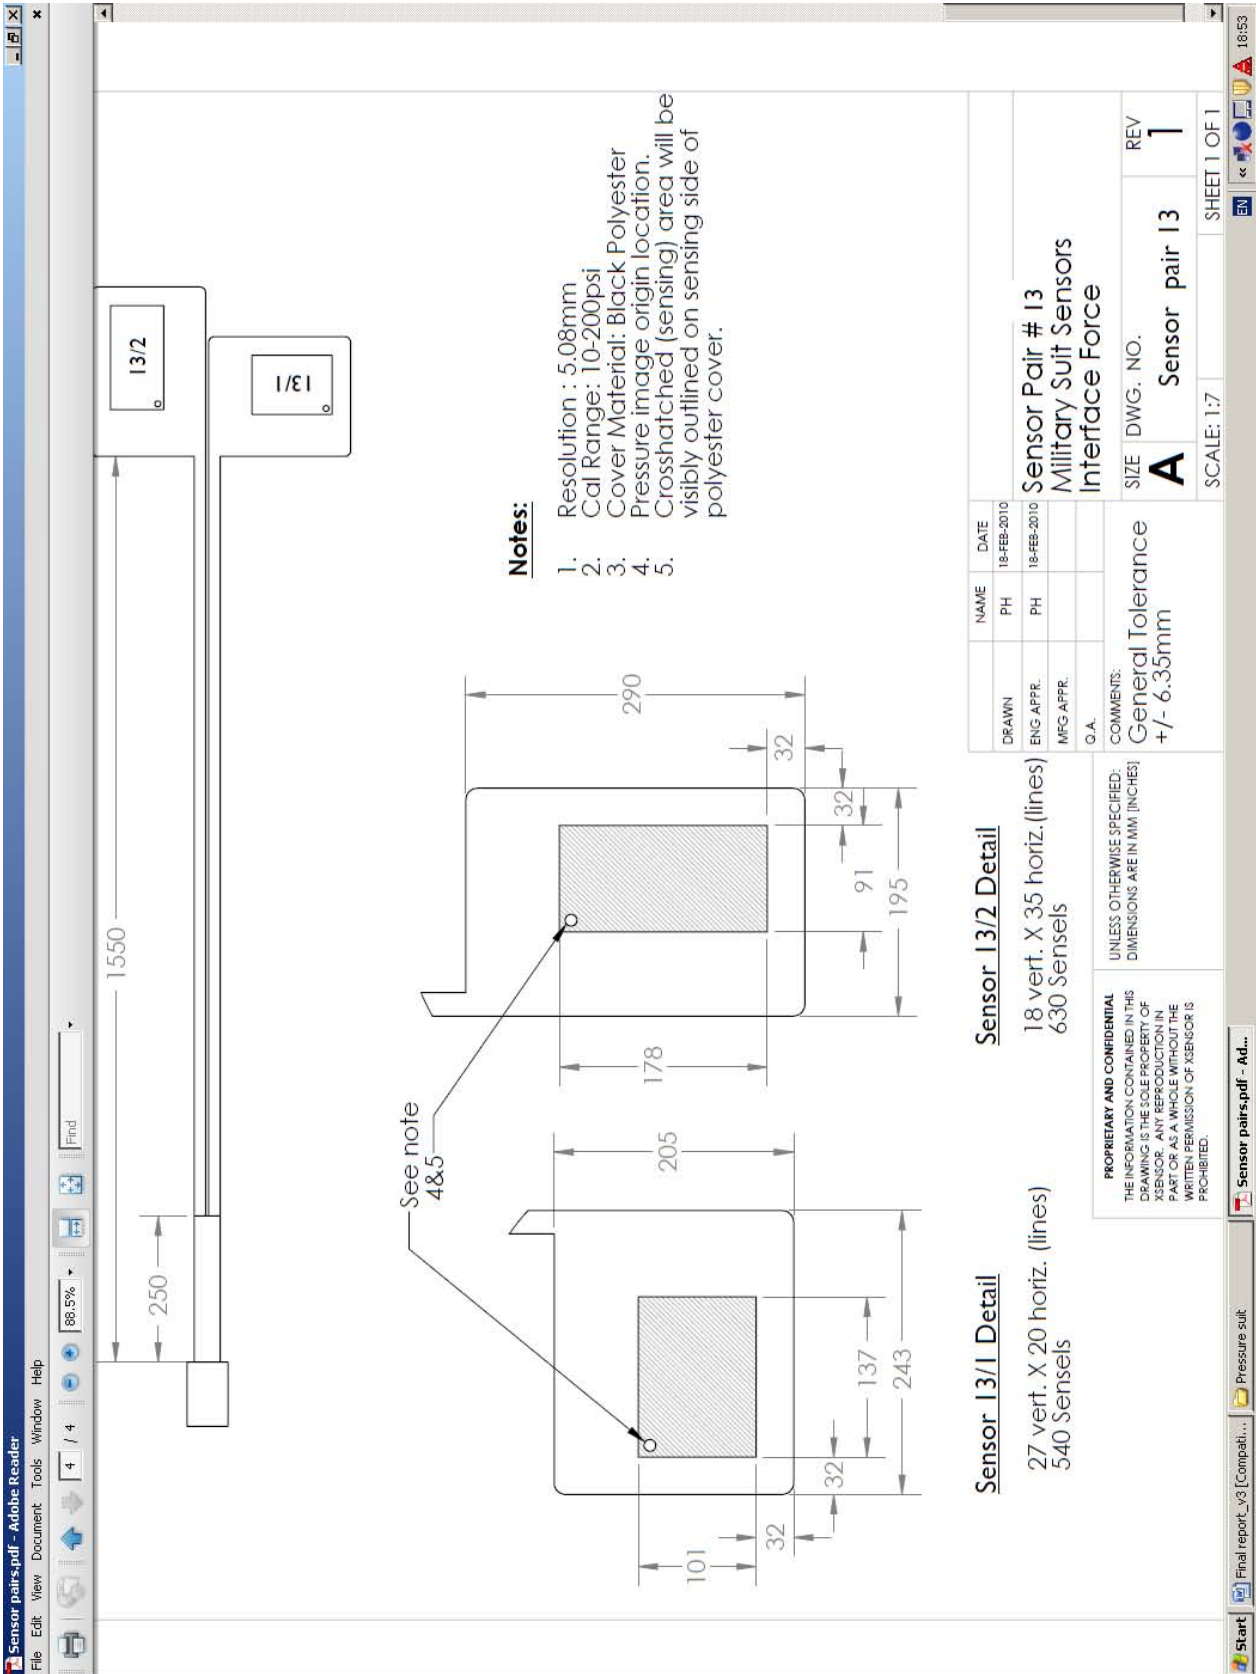 Sensor pairs.pdf - Adobe Reader
File Edit View Document Tools Window Help
4 / 4 88.5% Find
1550
250
13/2
13/1
See note
4&5
Notes:
1. Resolution : 5.08mm
2. Cal Range: 10-200psi
3. Cover Material: Black Polyester
4. Pressure image origin location.
5. Crosshatched (sensing) area will be
visibly outlined on sensing side of
polyester cover.
205
101
32
32
137
243
178
290
32
32
91
195
Sensor 13/1 Detail
27 vert. X 20 horiz. (lines)
540 Sensels
Sensor 13/2 Detail
18 vert. X 35 horiz.(lines)
630 Sensels
PROPRIETARY AND CONFIDENTIAL
THE INFORMATION CONTAINED IN THIS
DRAWING IS THE SOLE PROPERTY OF
XSENSOR. ANY REPRODUCTION IN
PART OR AS A WHOLE WITHOUT THE
WRITTEN PERMISSION OF XSENSOR IS
PROHIBITED.
UNLESS OTHERWISE SPECIFIED:
DIMENSIONS ARE IN MM [INCHES]
NAME DATE
DRAWN PH 18-FEB-2010
ENG APPR. PH 18-FEB-2010
MFG APPR.
Q.A.
COMMENTS:
General Tolerance
+/- 6.35mm
Sensor Pair # 13
Military Suit Sensors
Interface Force
SIZE DWG. NO. REV
A Sensor pair 13 1
SCALE: 1:7 SHEET 1 OF 1
Start Final report_v3 [Compati... Pressure suit Sensor pairs.pdf - Ad... EN « 18:53